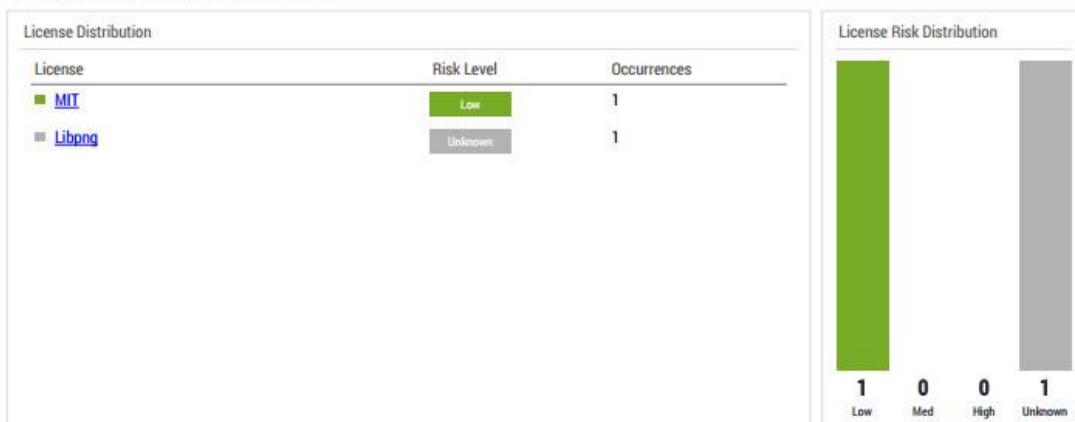 License Distribution
License Risk Distribution
License Risk Level Occurrences
MIT Low 1
Libpng Unknown 1
1 0 0 1
Low Med High Unknown